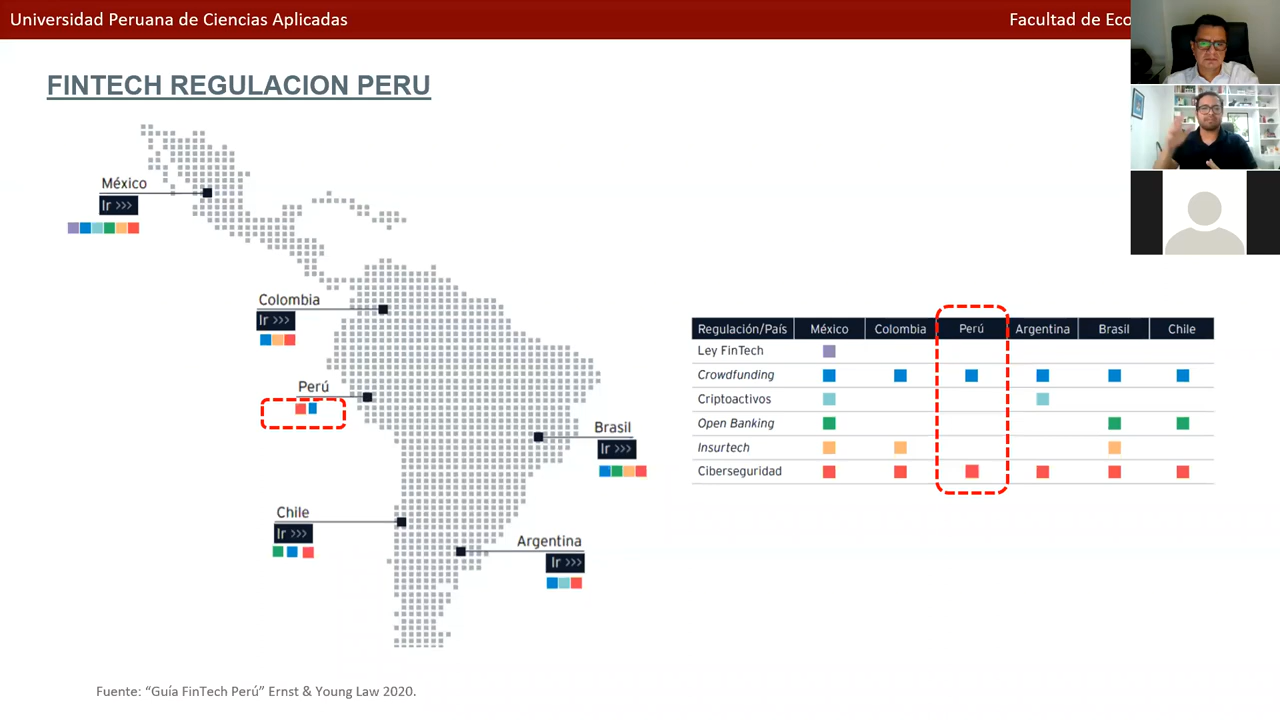 Universidad Peruana de Ciencias Aplicadas
Facultad de Eco
FINTECH REGULACION PERU
México
Ir >>>
Colombia
Ir >>>
Perú
Brasil
Ir >>>
Chile
Ir >>>
Argentina
Ir >>>
Regulación/País México Colombia Perú Argentina Brasil Chile
Ley FinTech
Crowdfunding
Criptoactivos
Open Banking
Insurtech
Ciberseguridad
Fuente: “Guía FinTech Perú” Ernst & Young Law 2020.